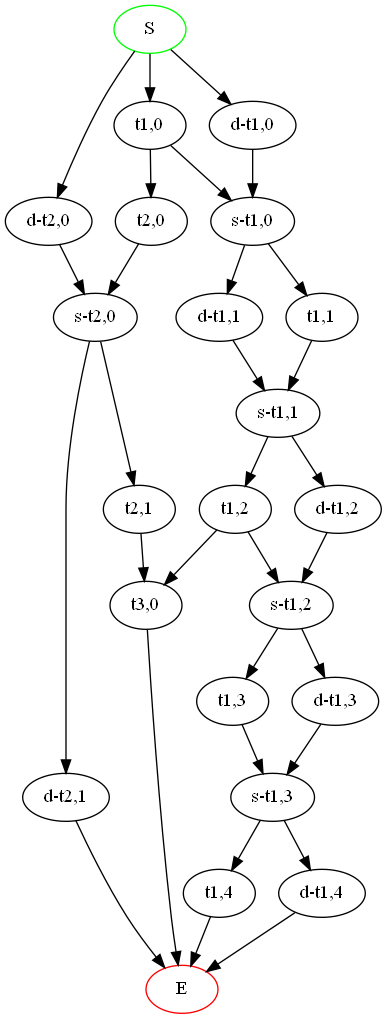 S
t1,0
d-t1,0
d-t2,0
t2,0
s-t1,0
s-t2,0
d-t1,1
t1,1
s-t1,1
t2,1
t1,2
d-t1,2
t3,0
s-t1,2
t1,3
d-t1,3
d-t2,1
s-t1,3
t1,4
d-t1,4
E